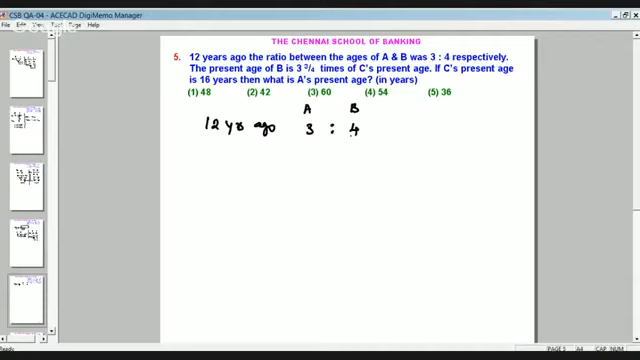 CSB QA-04 - ACECAD DigiMemo Manager
File Edit View Tool Page Help
THE CHENNAI SCHOOL OF BANKING
5. 12 years ago the ratio between the ages of A & B was 3 : 4 respectively.
The present age of B is 3 3/4 times of C's present age. If C's present age
is 16 years then what is A's present age? (in years)
(1) 48 (2) 42 (3) 60 (4) 54 (5) 36
A B
12 yrs ago 3 : 4
Ready
PAGE 5 A4 CAP NUM